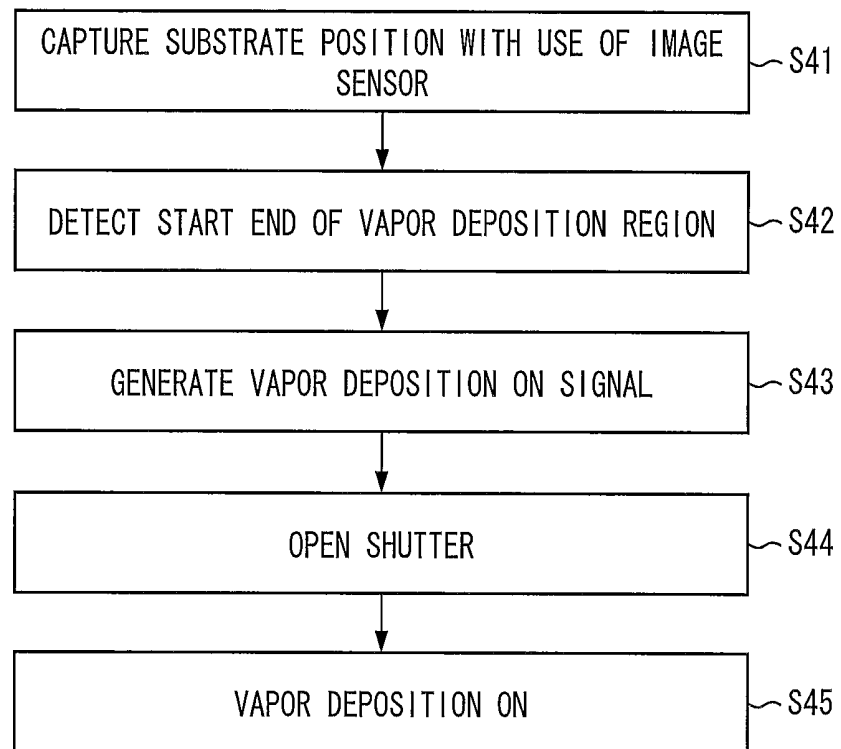 CAPTURE SUBSTRATE POSITION WITH USE OF IMAGE
SENSOR
S41
DETECT START END OF VAPOR DEPOSITION REGION
S42
GENERATE VAPOR DEPOSITION ON SIGNAL
S43
OPEN SHUTTER
S44
VAPOR DEPOSITION ON
S45